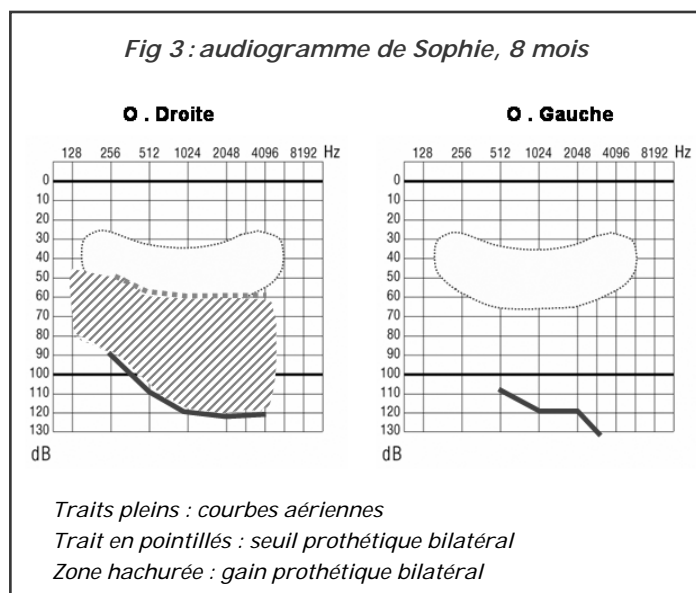 Fig 3 : audiogramme de Sophie, 8 mois
O . Droite
O . Gauche
128 256 512 1024 2048 4096 8192 Hz
128 256 512 1024 2048 4096 8192 Hz
0
10
20
30
40
50
60
70
80
90
100
110
120
130
dB
0
10
20
30
40
50
60
70
80
90
100
110
120
130
dB
Traits pleins : courbes aériennes
Trait en pointillés : seuil prothétique bilatéral
Zone hachurée : gain prothétique bilatéral